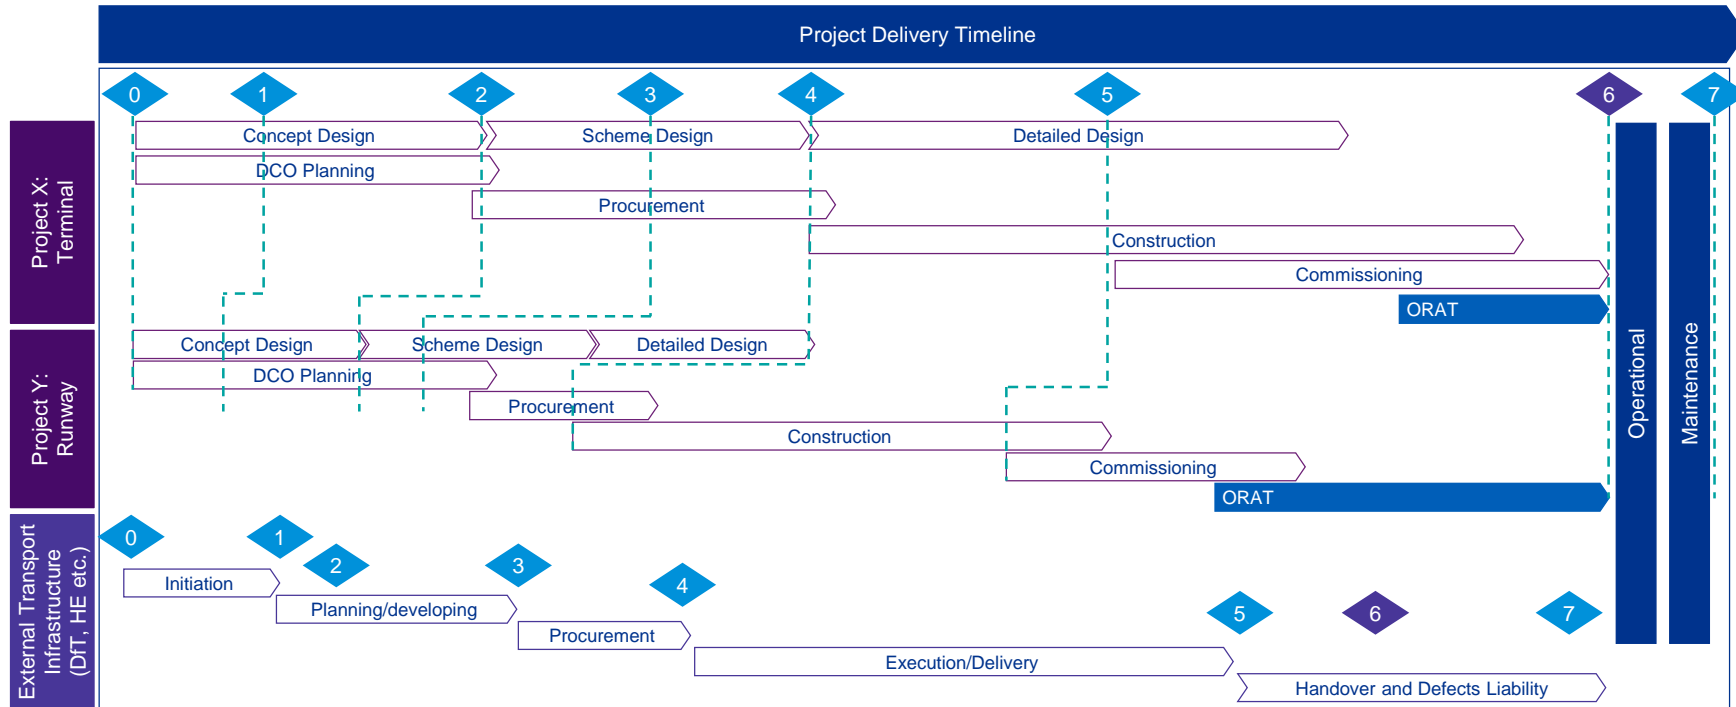 Project Delivery Timeline
0 1 2 3 4 5 6 7
Project X:
Terminal
Concept Design Scheme Design Detailed Design
DCO Planning
Procurement
Construction
Commissioning
ORAT
Project Y:
Runway
Concept Design Scheme Design Detailed Design
DCO Planning
Procurement
Construction
Commissioning
ORAT
Operational
Maintenance
External Transport
Infrastructure
(DfT, HE etc.)
0 1 2 3 4 5 6 7
Initiation
Planning/developing
Procurement
Execution/Delivery
Handover and Defects Liability